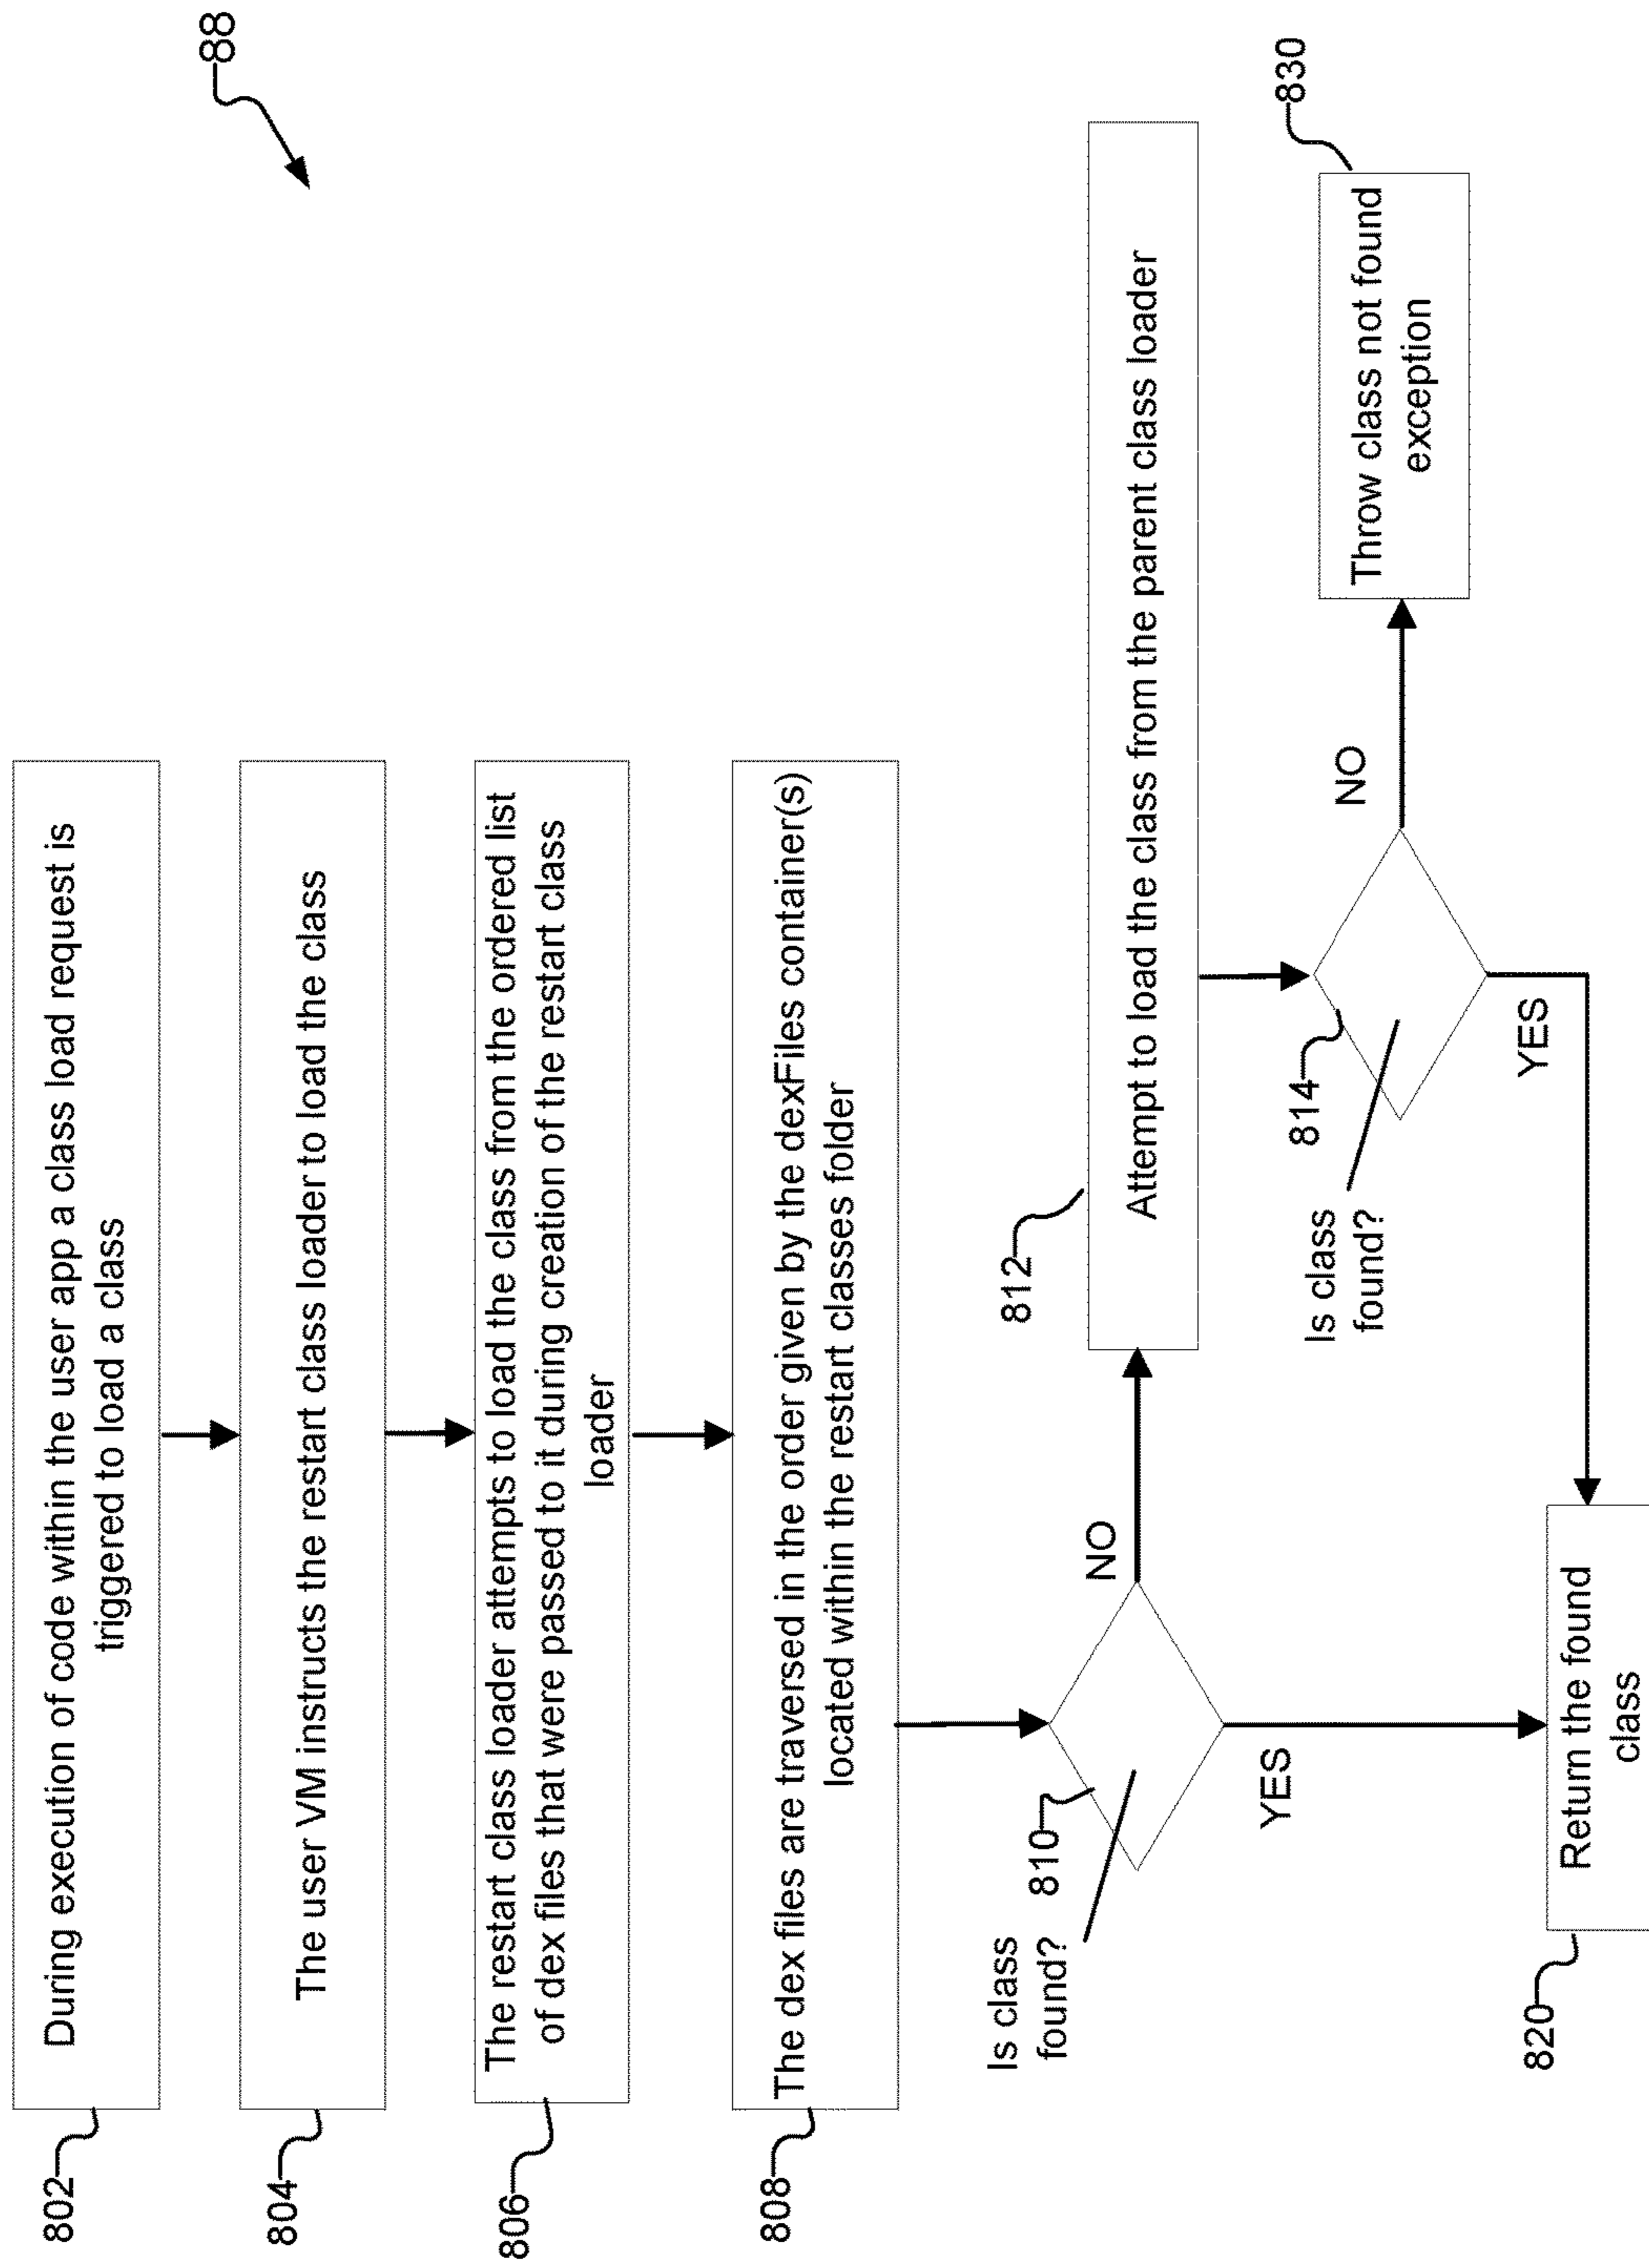 88
802
During execution of code within the user app a class load request is
triggered to load a class
804
The user VM instructs the restart class loader to load the class
806
The restart class loader attempts to load the class from the ordered list
of dex files that were passed to it during creation of the restart class
loader
808
The dex files are traversed in the order given by the dexFiles container(s)
located within the restart classes folder
Is class
found?
810
NO
YES
812
Attempt to load the class from the parent class loader
Is class
found?
814
NO
YES
830
Throw class not found
exception
820
Return the found
class